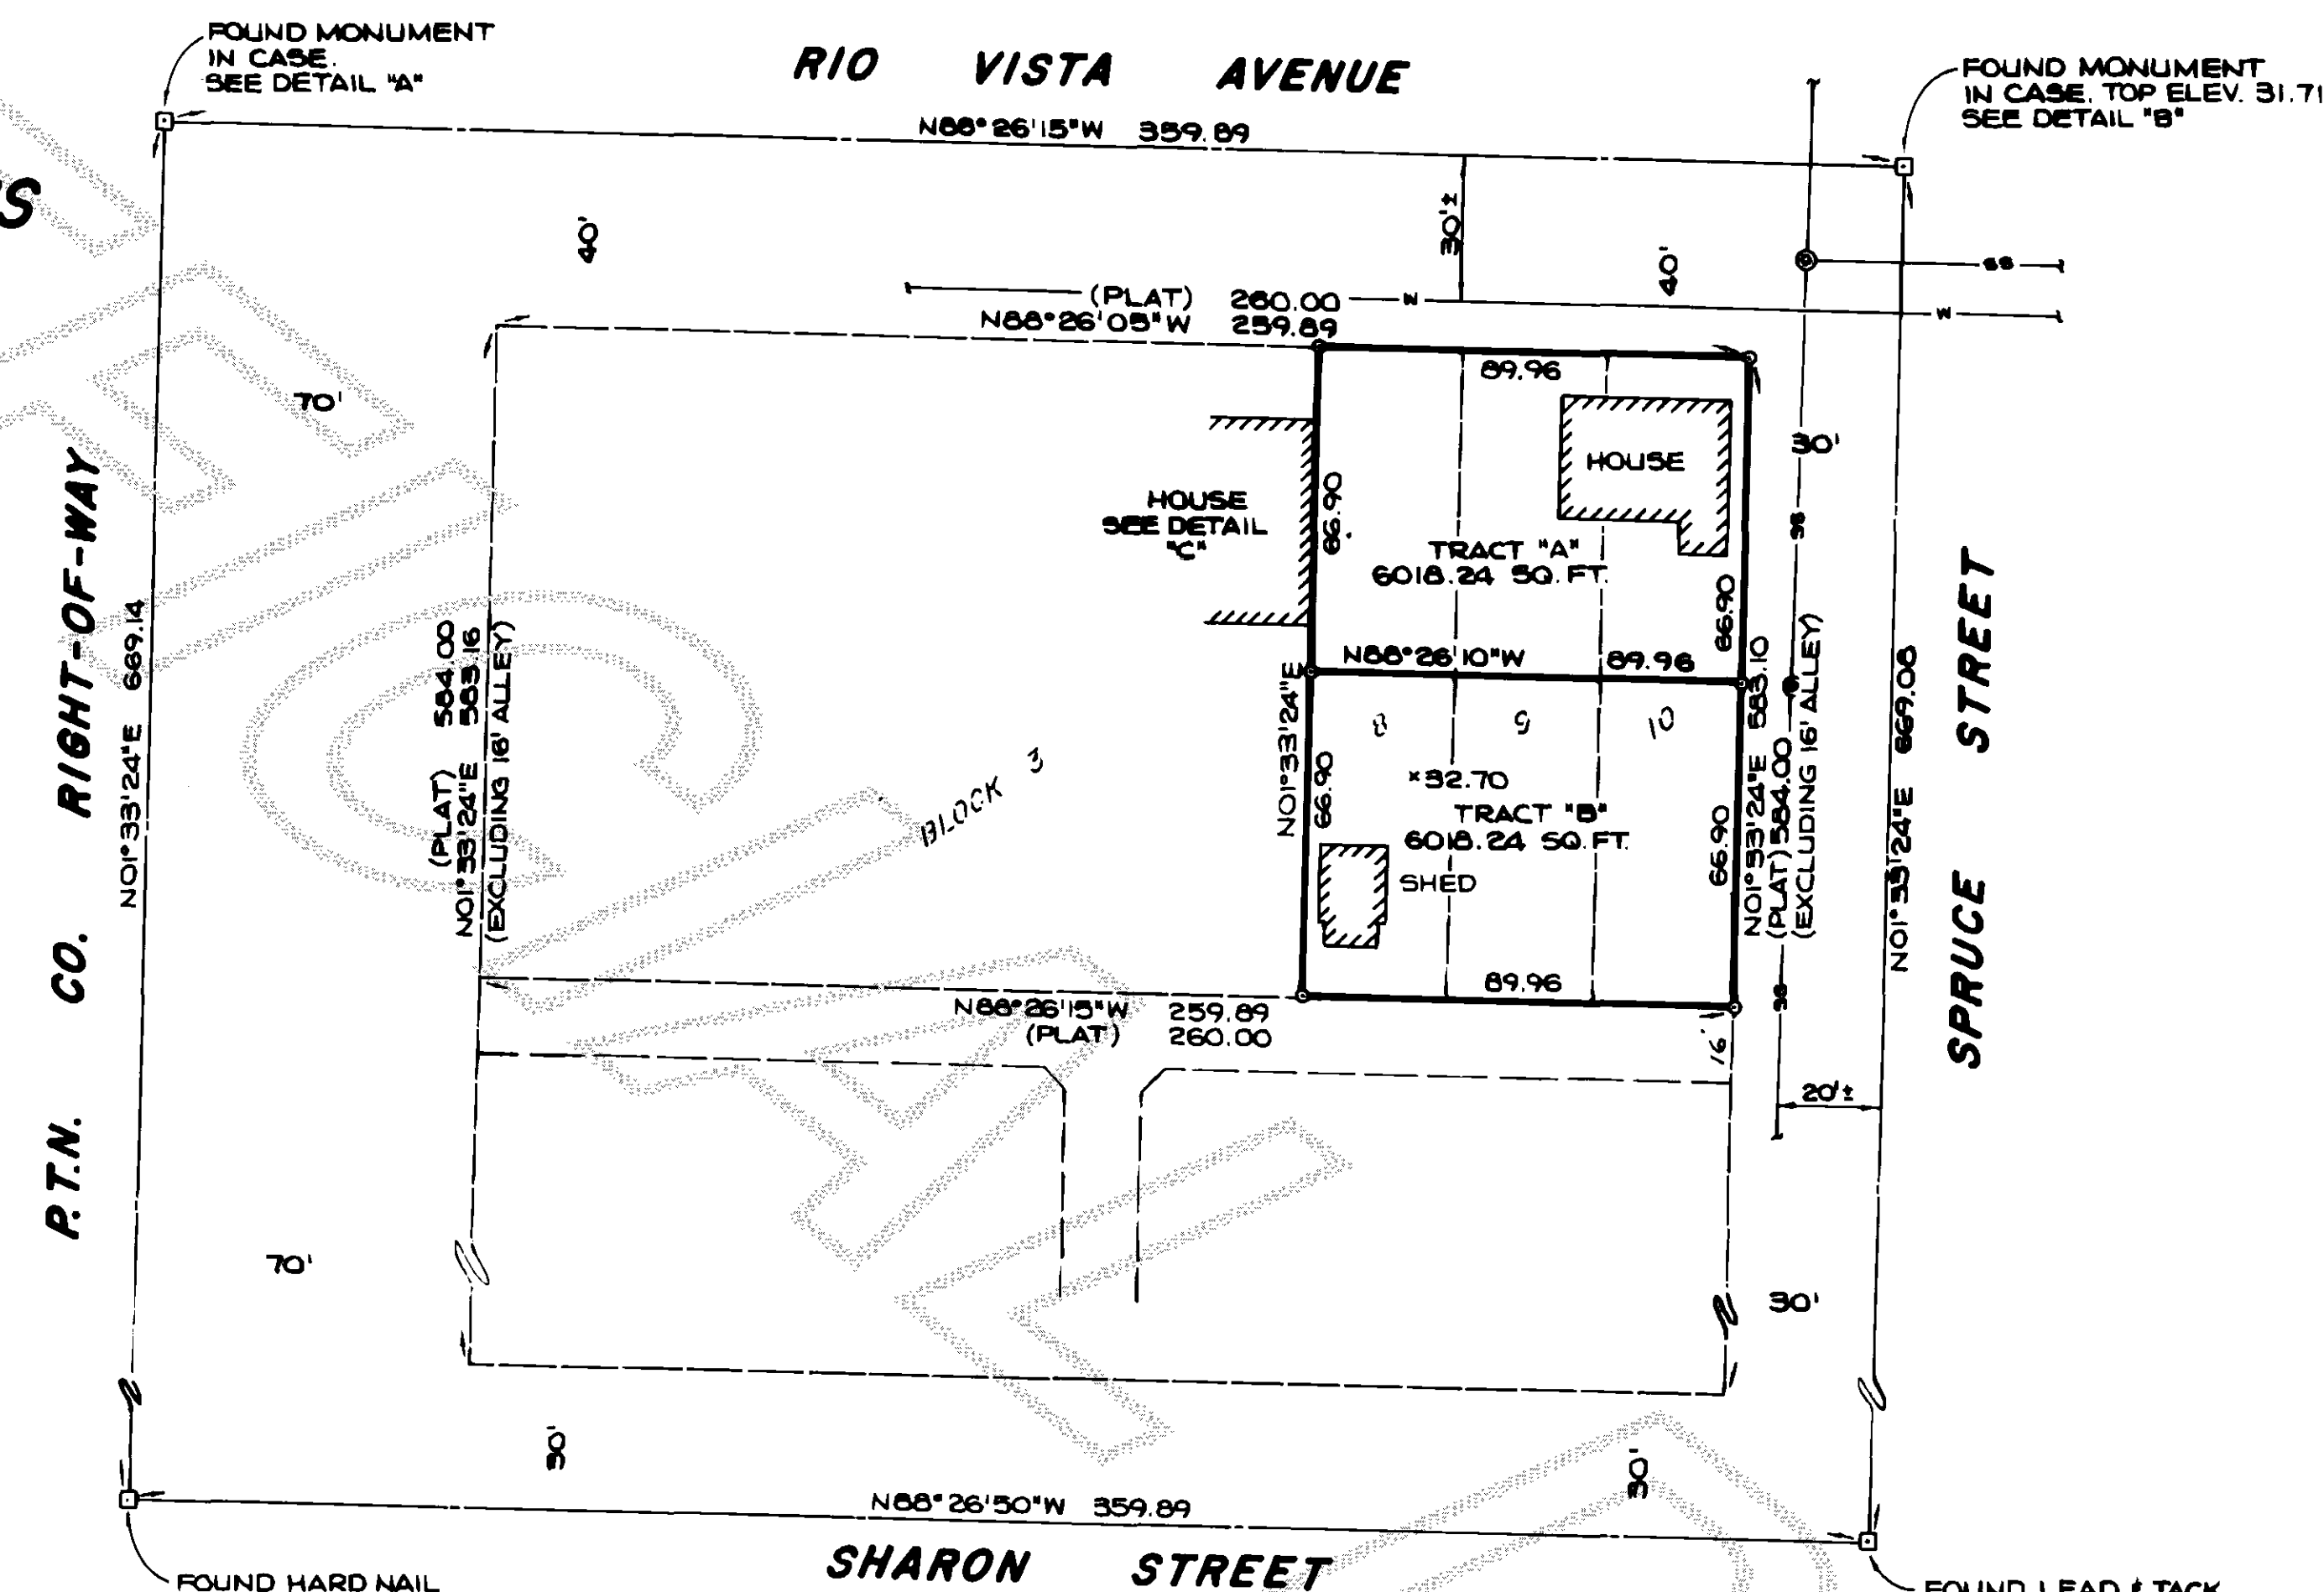 FOUND MONUMENT
IN CASE.
SEE DETAIL "A"
RIO VISTA AVENUE
FOUND MONUMENT
IN CASE. TOP ELEV. 31.71
SEE DETAIL "B"
N88°26'15"W 359.89
S
40'
30'±
40'
SS
(PLAT) 260.00
W
W
N88°26'05"W 259.89
89.96
70'
30'
HOUSE
HOUSE
SEE DETAIL
"C"
66.90
TRACT "A"
6018.24 SQ. FT.
66.90
SS
N88°26'10"W 89.96
P.T.N. CO. RIGHT-OF-WAY
N01°33'24"E 669.14
(PLAT) 584.00
N01°33'24"E 583.16
(EXCLUDING 16' ALLEY)
BLOCK 3
N01°33'24"E
66.90
8
9
10
×32.70
TRACT "B"
6018.24 SQ. FT.
66.90
SHED
N01°33'24"E 583.10
(PLAT) 584.00
(EXCLUDING 16' ALLEY)
SS
N01°33'24"E 669.08
SPRUCE STREET
89.96
N88°26'15"W 259.89
(PLAT) 260.00
16'
20'±
70'
30'
30'
30'
N88°26'50"W 359.89
SHARON STREET
FOUND HARD NAIL
FOUND LEAD & TACK